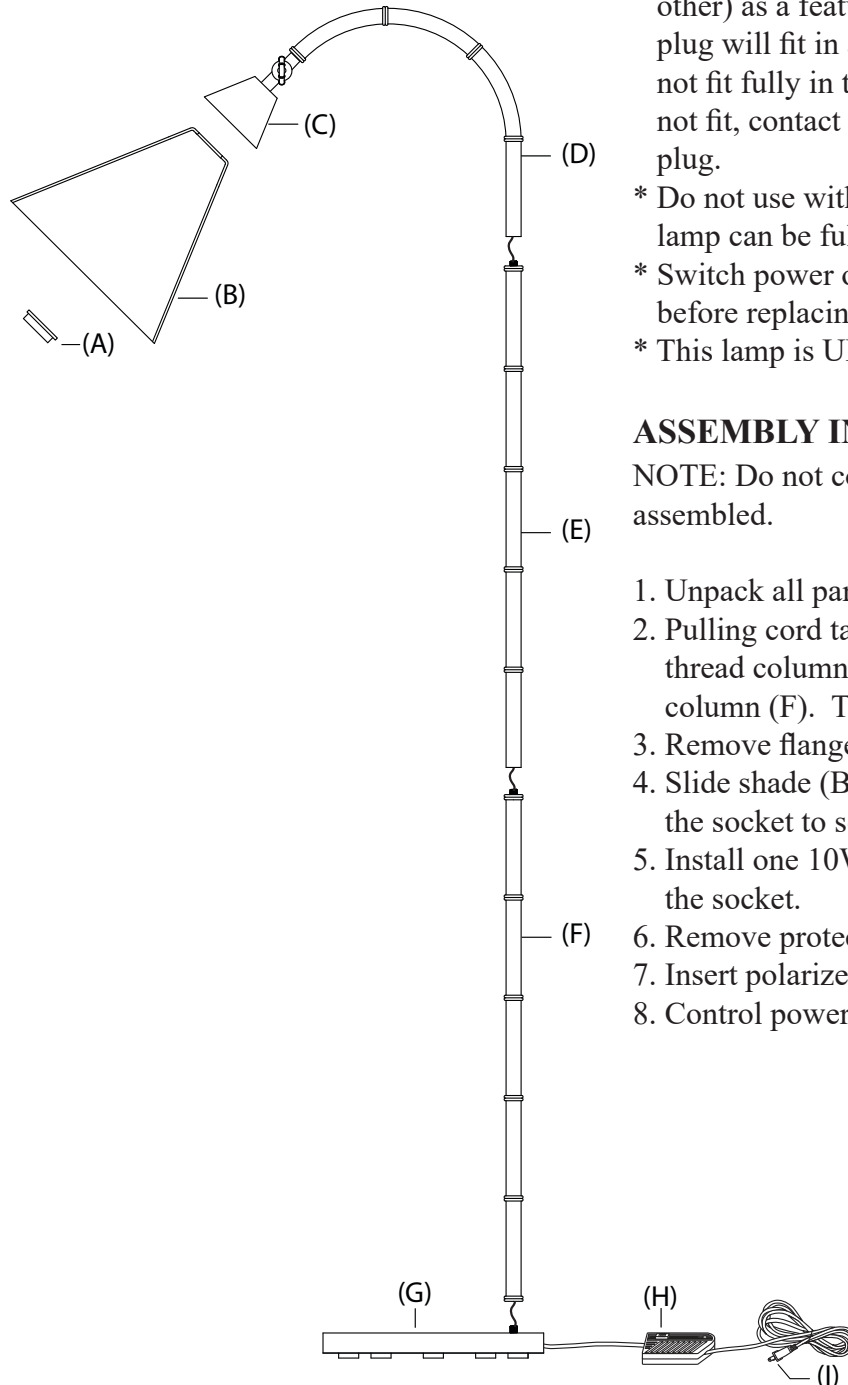 (A)
(B)
(C)
(D)
(E)
(F)
(G)
(H)
(I)
other) as a featu
plug will fit in
not fit fully in t
not fit, contact
plug.
* Do not use with
lamp can be ful
* Switch power o
before replacin
* This lamp is UL
ASSEMBLY IN
NOTE: Do not co
assembled.
1. Unpack all par
2. Pulling cord ta
thread column
column (F). T
3. Remove flange
4. Slide shade (B
the socket to s
5. Install one 10W
the socket.
6. Remove protec
7. Insert polarize
8. Control power